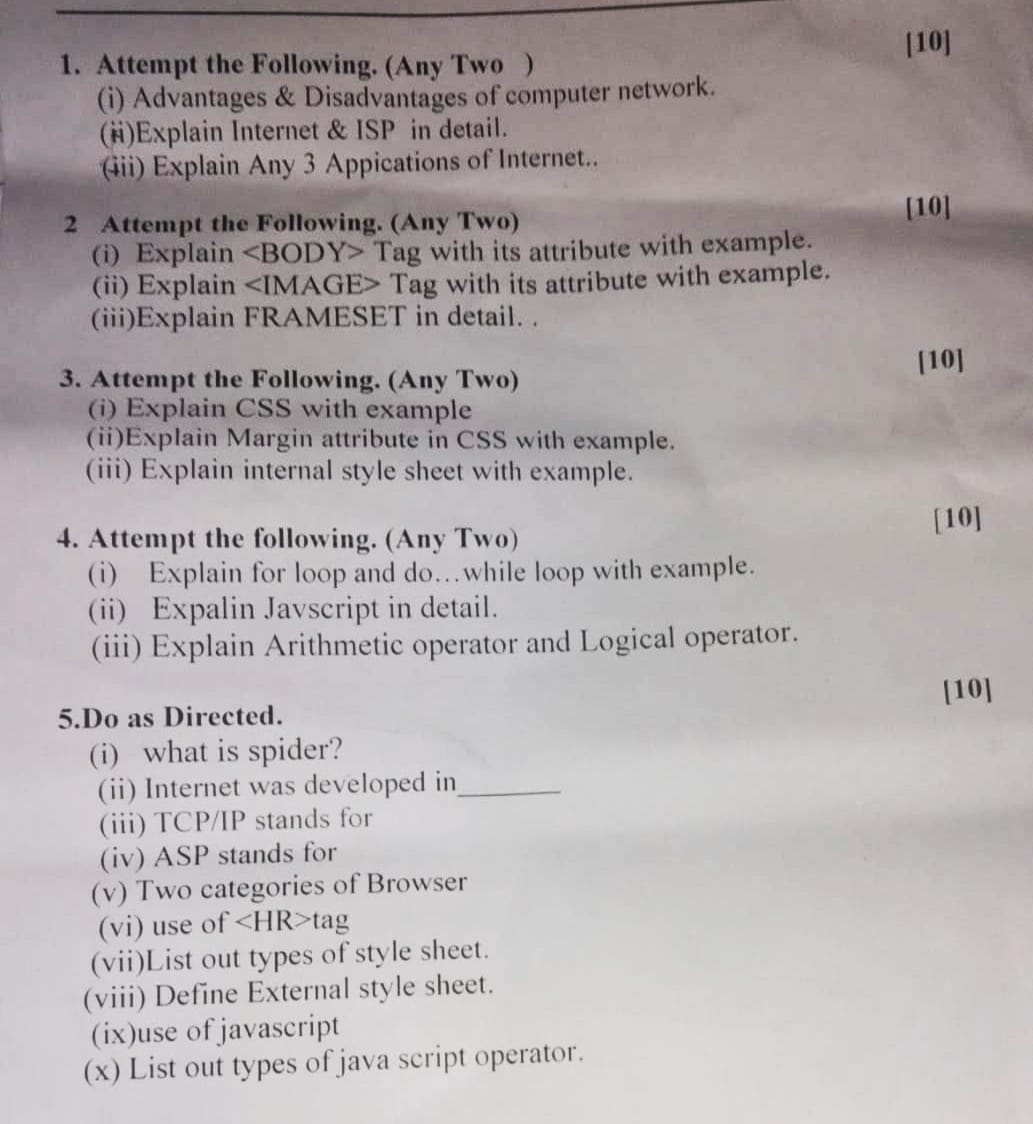 [10]
1. Attempt the Following. (Any Two )
(i) Advantages & Disadvantages of computer network.
(ii)Explain Internet & ISP in detail.
(iii) Explain Any 3 Appications of Internet..
[10]
2 Attempt the Following. (Any Two)
(i) Explain <BODY> Tag with its attribute with example.
(ii) Explain <IMAGE> Tag with its attribute with example.
(iii)Explain FRAMESET in detail. .
[10]
3. Attempt the Following. (Any Two)
(i) Explain CSS with example
(ii)Explain Margin attribute in CSS with example.
(iii) Explain internal style sheet with example.
[10]
4. Attempt the following. (Any Two)
(i) Explain for loop and do...while loop with example.
(ii) Expalin Javscript in detail.
(iii) Explain Arithmetic operator and Logical operator.
[10]
5.Do as Directed.
(i) what is spider?
(ii) Internet was developed in________
(iii) TCP/IP stands for
(iv) ASP stands for
(v) Two categories of Browser
(vi) use of <HR>tag
(vii)List out types of style sheet.
(viii) Define External style sheet.
(ix)use of javascript
(x) List out types of java script operator.